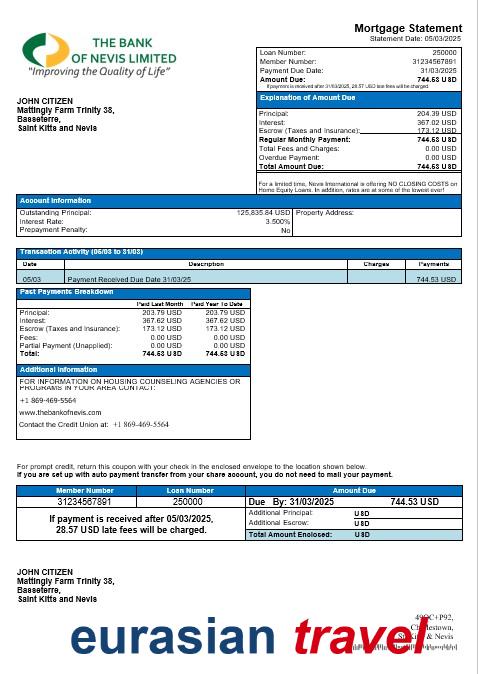 Mortgage Statement
Statement Date: 05/03/2025
THE BANK
OF NEVIS LIMITED
"Improving the Quality of Life"
Loan Number: 250000
Member Number: 31234567891
Payment Due Date: 31/03/2025
Amount Due: 744.53 USD
If payment is received after 31/03/2025, 28.57 USD late fees will be charged.
JOHN CITIZEN
Mattingly Farm Trinity 38,
Basseterre,
Saint Kitts and Nevis
Explanation of Amount Due
Principal: 204.39 USD
Interest: 367.02 USD
Escrow (Taxes and Insurance): 173.12 USD
Regular Monthly Payment: 744.53 USD
Total Fees and Charges: 0.00 USD
Overdue Payment: 0.00 USD
Total Amount Due: 744.53 USD
For a limited time, Nevis International is offering NO CLOSING COSTS on
Home Equity Loans. In addition, rates are at some of the lowest ever!
Account Information
Outstanding Principal: 125,835.84 USD Property Address:
Interest Rate: 3.500%
Prepayment Penalty: No
Transaction Activity (05/03 to 31/03)
Date Description Charges Payments
05/03 Payment Received Due Date 31/03/25 744.53 USD
Past Payments Breakdown
Paid Last Month Paid Year To Date
Principal: 203.79 USD 203.79 USD
Interest: 367.62 USD 367.62 USD
Escrow (Taxes and Insurance): 173.12 USD 173.12 USD
Fees: 0.00 USD 0.00 USD
Partial Payment (Unapplied): 0.00 USD 0.00 USD
Total: 744.53 USD 744.53 USD
Additional Information
FOR INFORMATION ON HOUSING COUNSELING AGENCIES OR
PROGRAMS IN YOUR AREA CONTACT:
+1 869-469-5564
www.thebankofnevis.com
Contact the Credit Union at: +1 869-469-5564
For prompt credit, return this coupon with your check in the enclosed envelope to the location shown below.
If you are set up with auto payment transfer from your share account, you do not need to mail your payment.
Member Number Loan Number Amount Due
31234567891 250000 Due By: 31/03/2025 744.53 USD
If payment is received after 05/03/2025,
28.57 USD late fees will be charged.
Additional Principal: USD
Additional Escrow: USD
Total Amount Enclosed: USD
JOHN CITIZEN
Mattingly Farm Trinity 38,
Basseterre,
Saint Kitts and Nevis
& Nevis
eurasian travel